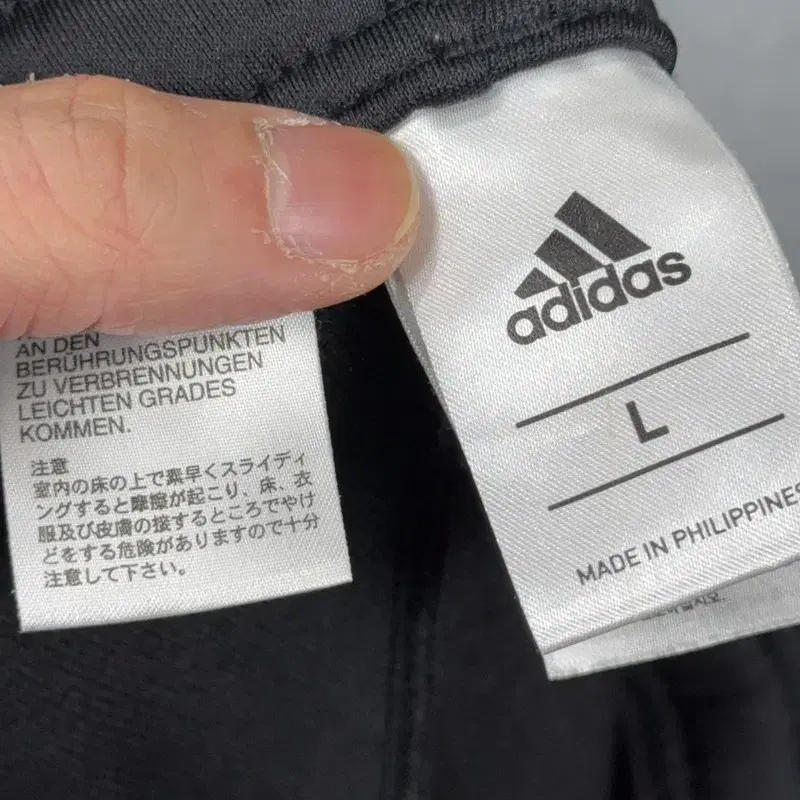 AN DEN
BERÜHRUNGSPUNKTEN
ZU VERBRENNUNGEN
LEICHTEN GRADES
KOMMEN.
注意
室内の床の上で素早くスライディ
ングすると摩擦が起こり、床、衣
服及び皮膚の接するところでやけ
どをする危険がありますので十分
注意して下さい。
adidas
L
MADE IN PHILIPPINES